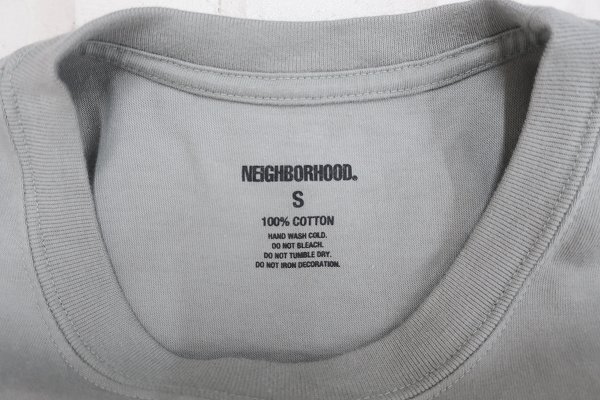 NEIGHBORHOOD®
S
100% COTTON
HAND WASH COLD.
DO NOT BLEACH.
DO NOT TUMBLE DRY.
DO NOT IRON DECORATION.